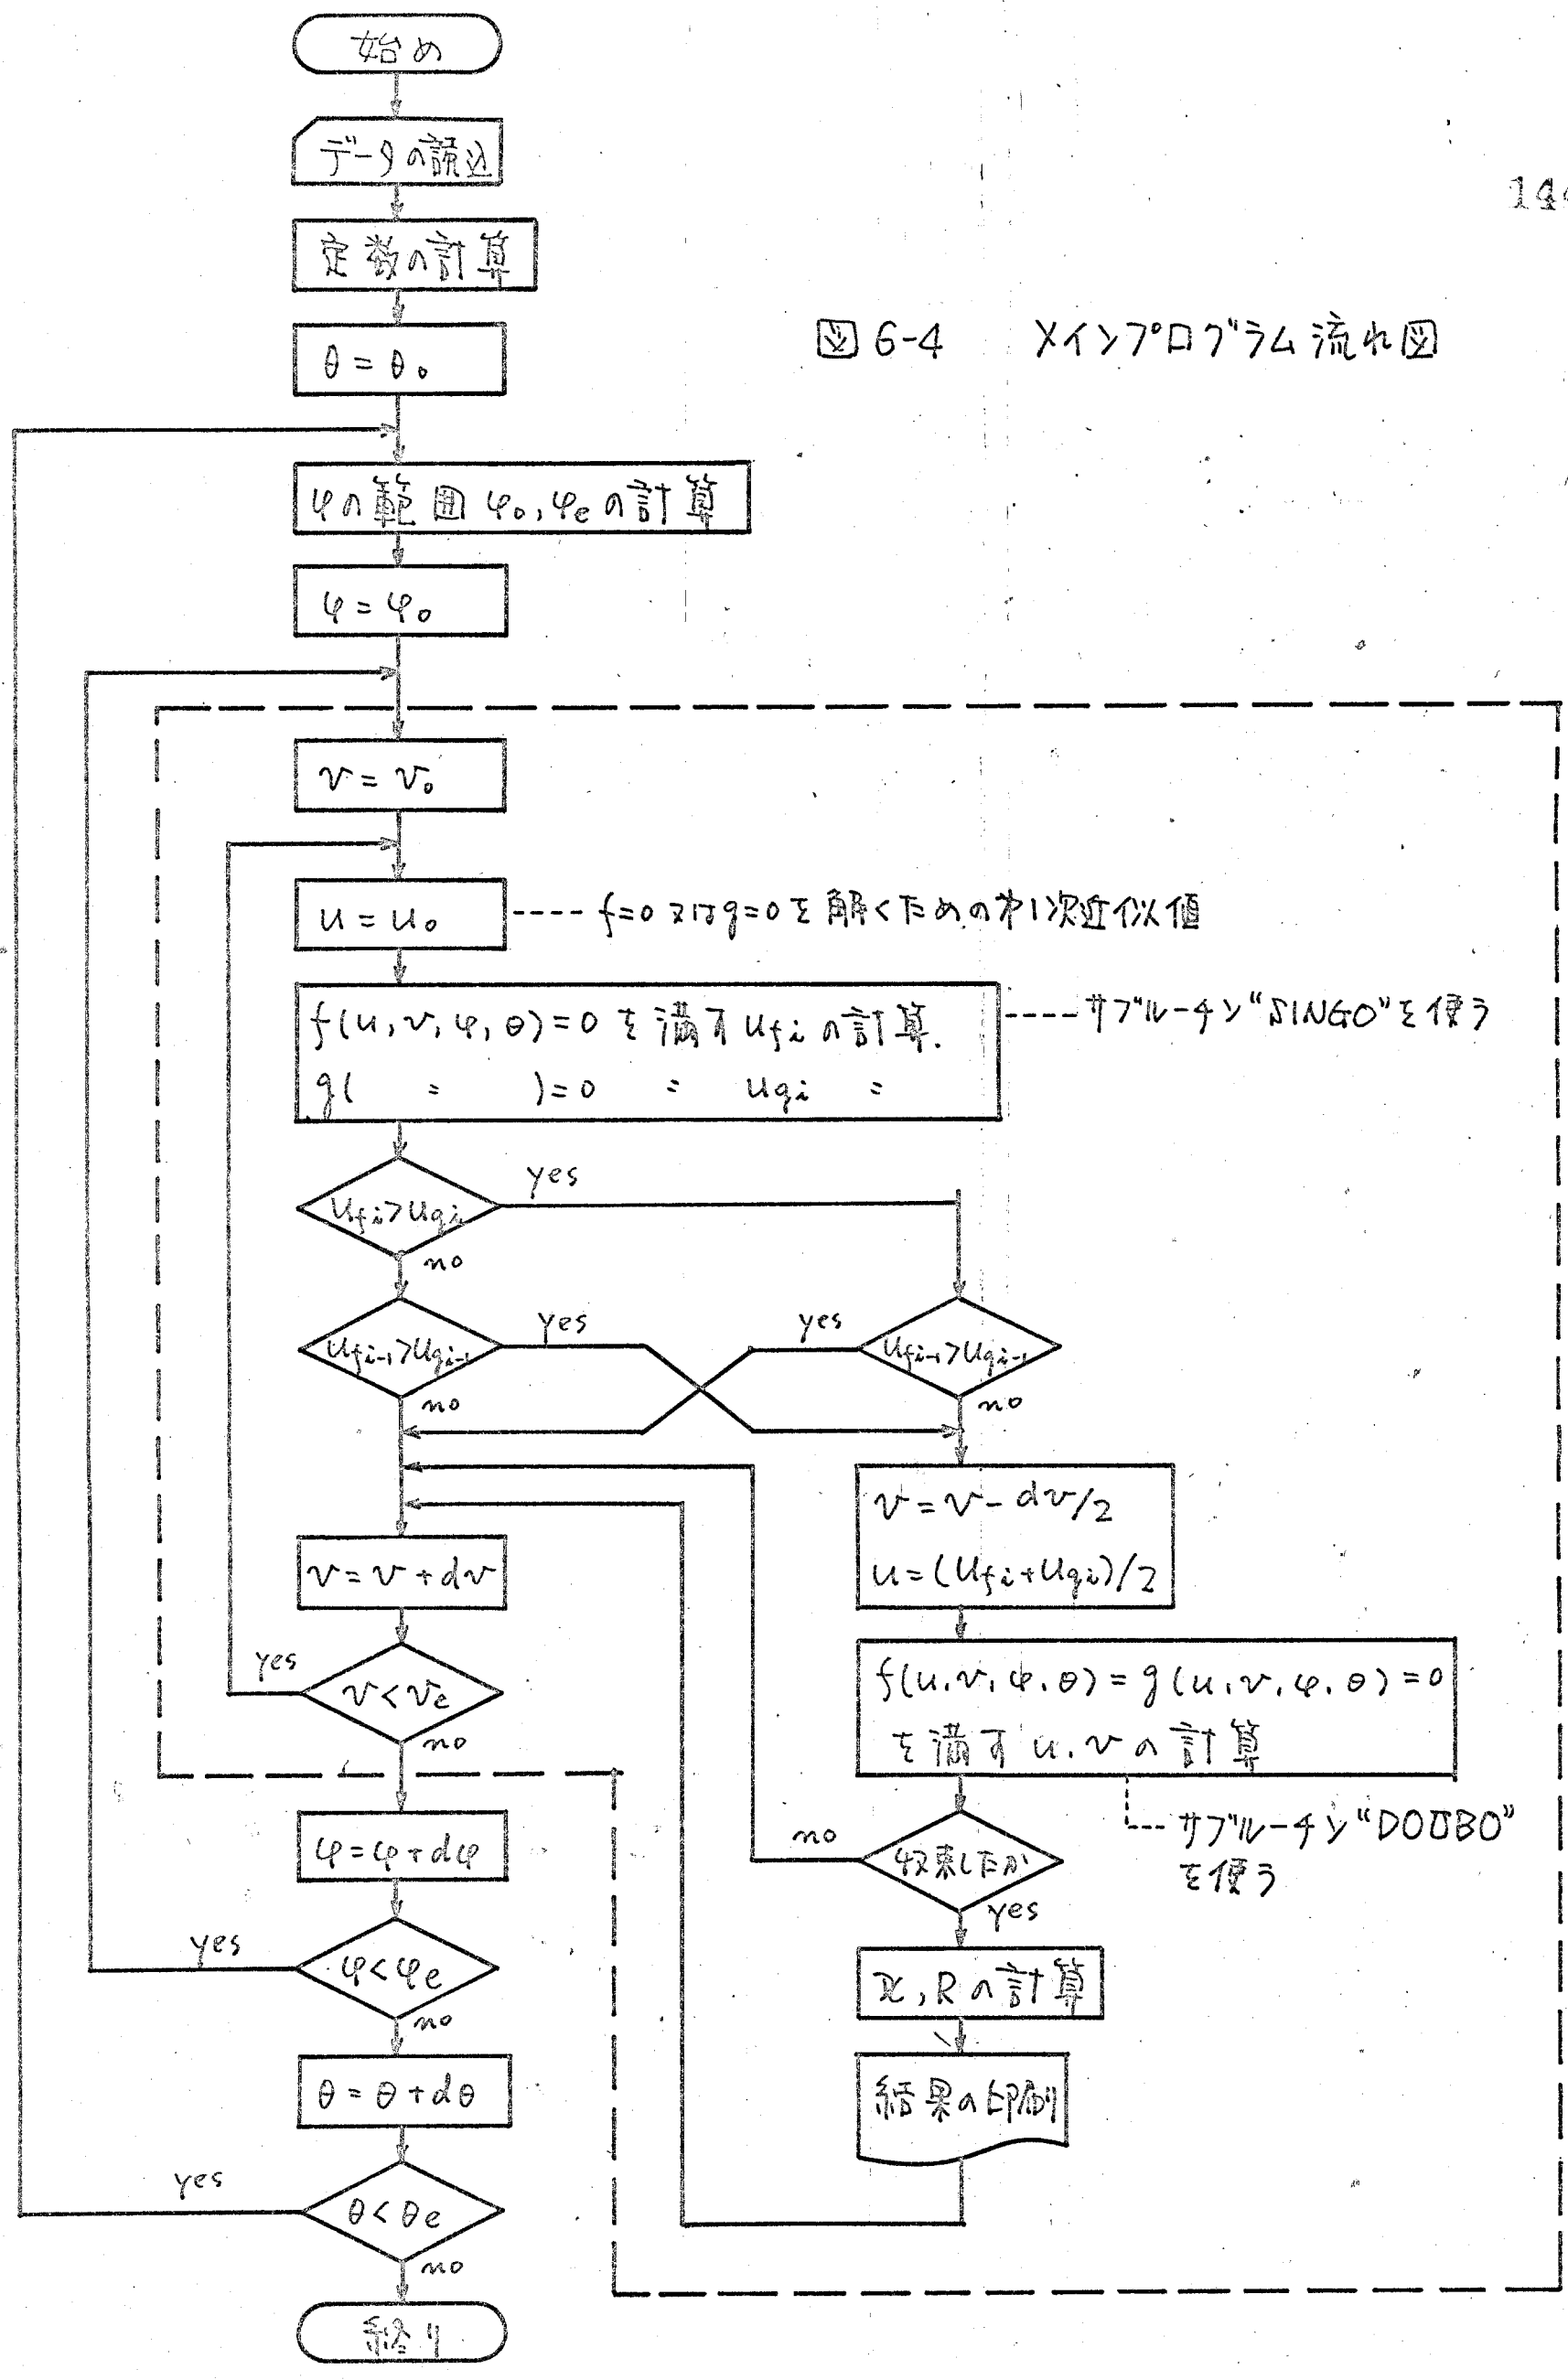 始め
データの読込
144
定数の計算
θ = θ₀
図6-4 メインプログラム流れ図
φの範囲 φ₀, φe の計算
φ = φ₀
v = v₀
u = u₀
f=0 又はg=0を解くための第1次近似値
f(u, v, φ, θ)=0 を満す ufi の計算.
g( 〃 )=0 〃 ugi 〃
サブルーチン“SINGO”を使う
ufi>ugi
yes
no
ufi-1>ugi-1
yes
no
yes
ufi-1>ugi-1
no
v = v - dv/2
u = (ufi+ugi)/2
v = v + dv
yes
v < ve
no
f(u, v, φ, θ) = g(u, v, φ, θ) = 0
を満す u, v の計算
サブルーチン“DOUBO”
を使う
no
収束したか
yes
φ = φ + dφ
yes
φ < φe
no
x, R の計算
結果の印刷
θ = θ + dθ
yes
θ < θe
no
終り